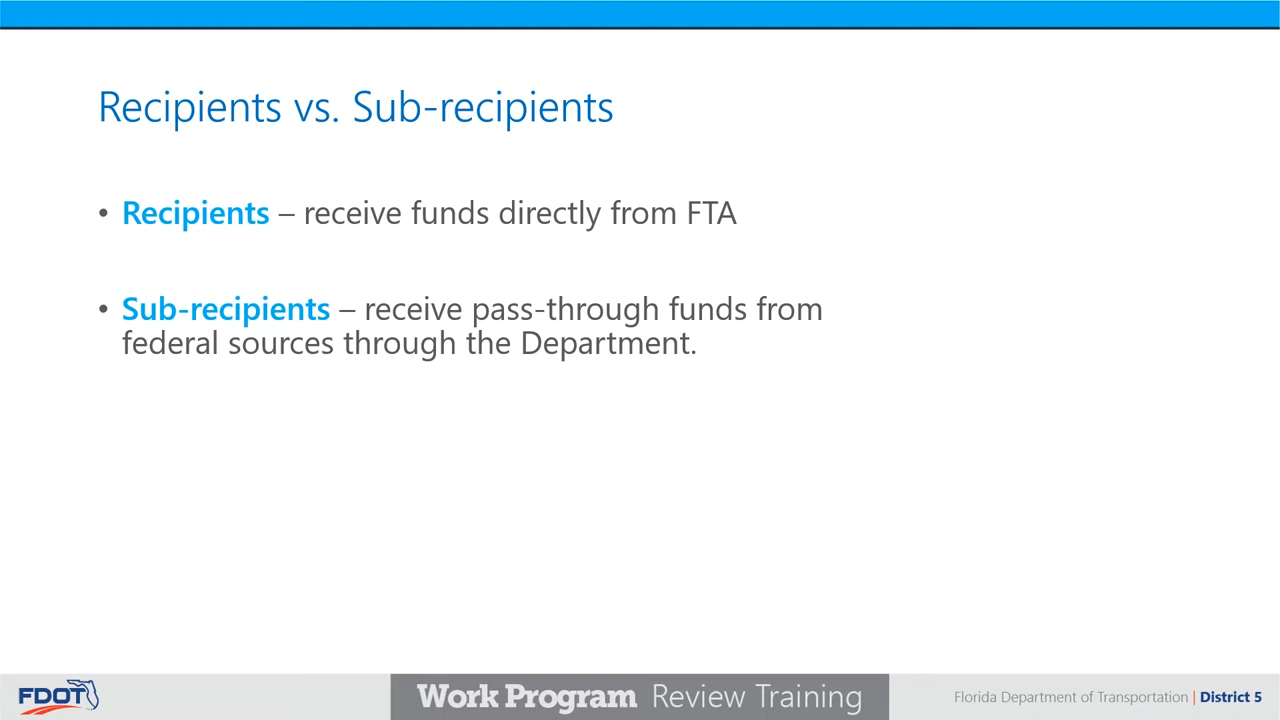 Recipients vs. Sub-recipients
• Recipients – receive funds directly from FTA
• Sub-recipients – receive pass-through funds from
federal sources through the Department.
FDOT
Work Program Review Training
Florida Department of Transportation | District 5